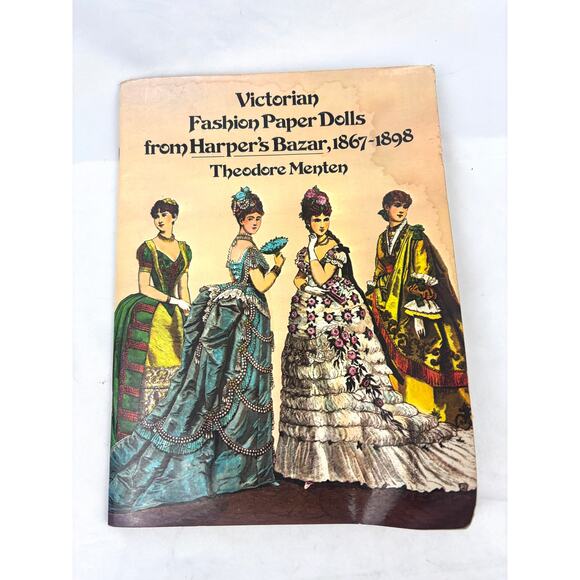 Victorian
Fashion Paper Dolls
from Harper's Bazar, 1867-1898
Theodore Menten